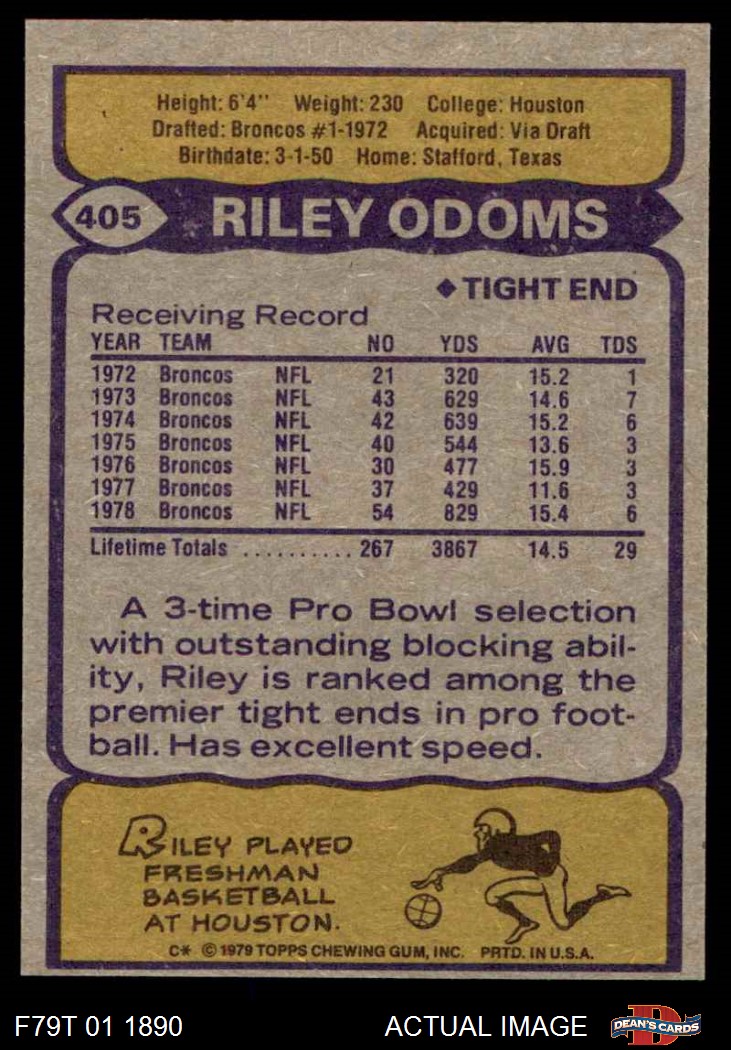 Height: 6'4" Weight: 230 College: Houston
Drafted: Broncos #1-1972 Acquired: Via Draft
Birthdate: 3-1-50 Home: Stafford, Texas
405 RILEY ODOMS
◆TIGHT END
Receiving Record
YEAR TEAM NO YDS AVG TDS
1972 Broncos NFL 21 320 15.2 1
1973 Broncos NFL 43 629 14.6 7
1974 Broncos NFL 42 639 15.2 6
1975 Broncos NFL 40 544 13.6 3
1976 Broncos NFL 30 477 15.9 3
1977 Broncos NFL 37 429 11.6 3
1978 Broncos NFL 54 829 15.4 6
Lifetime Totals .......... 267 3867 14.5 29
A 3-time Pro Bowl selection
with outstanding blocking abil-
ity, Riley is ranked among the
premier tight ends in pro foot-
ball. Has excellent speed.
RILEY PLAYED
FRESHMAN
BASKETBALL
AT HOUSTON.
C* © 1979 TOPPS CHEWING GUM, INC. PRTD. IN U.S.A.
F79T 01 1890 ACTUAL IMAGE D DEAN'S CARDS